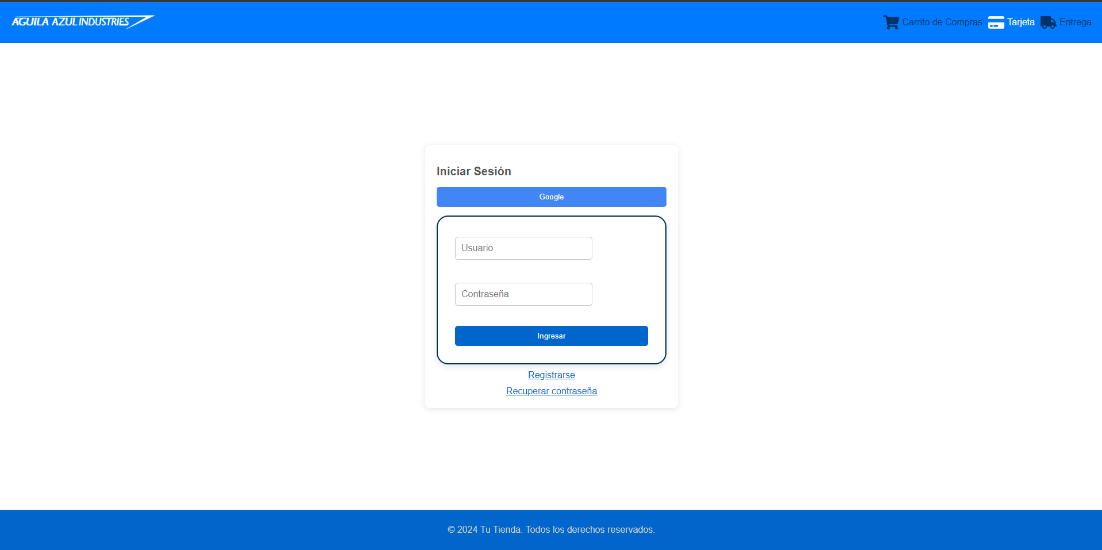 AGUILA AZUL INDUSTRIES
Carrito de Compras Tarjeta Entrega
Iniciar Sesión
Google
Usuario
Contraseña
Ingresar
Registrarse
Recuperar contraseña
© 2024 Tu Tienda. Todos los derechos reservados.